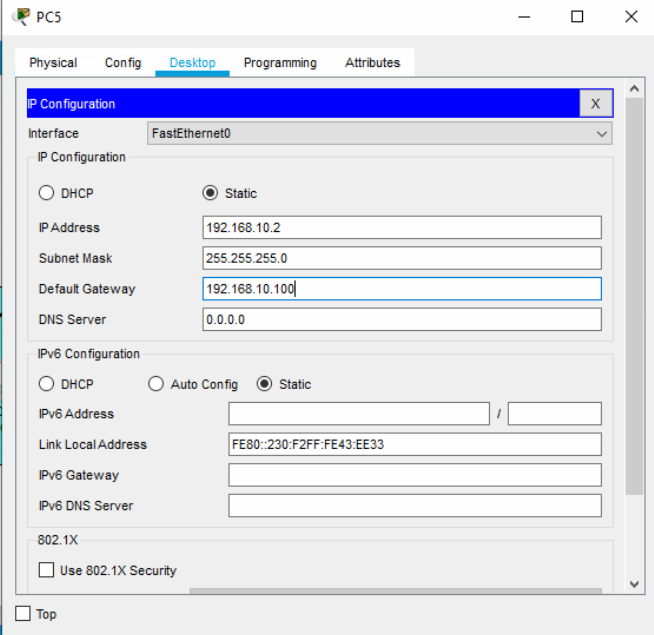 PC5
Physical Config Desktop Programming Attributes
IP Configuration X
Interface FastEthernet0
IP Configuration
DHCP Static
IP Address 192.168.10.2
Subnet Mask 255.255.255.0
Default Gateway 192.168.10.100
DNS Server 0.0.0.0
IPv6 Configuration
DHCP Auto Config Static
IPv6 Address /
Link Local Address FE80::230:F2FF:FE43:EE33
IPv6 Gateway
IPv6 DNS Server
802.1X
Use 802.1X Security
Top